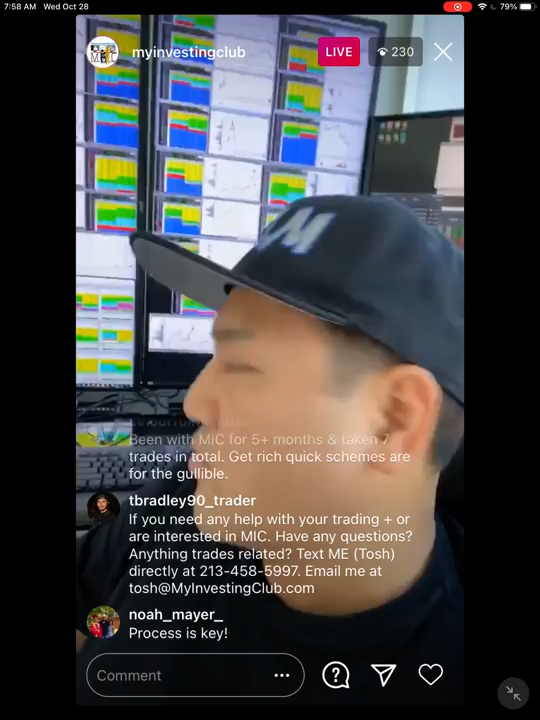 7:58 AM Wed Oct 28
79%
myinvestingclub
LIVE
230
M
Been with MIC for 5+ months & taken 7
trades in total. Get rich quick schemes are
for the gullible.
tbradley90_trader
If you need any help with your trading + or
are interested in MIC. Have any questions?
Anything trades related? Text ME (Tosh)
directly at 213-458-5997. Email me at
tosh@MyInvestingClub.com
noah_mayer_
Process is key!
Comment